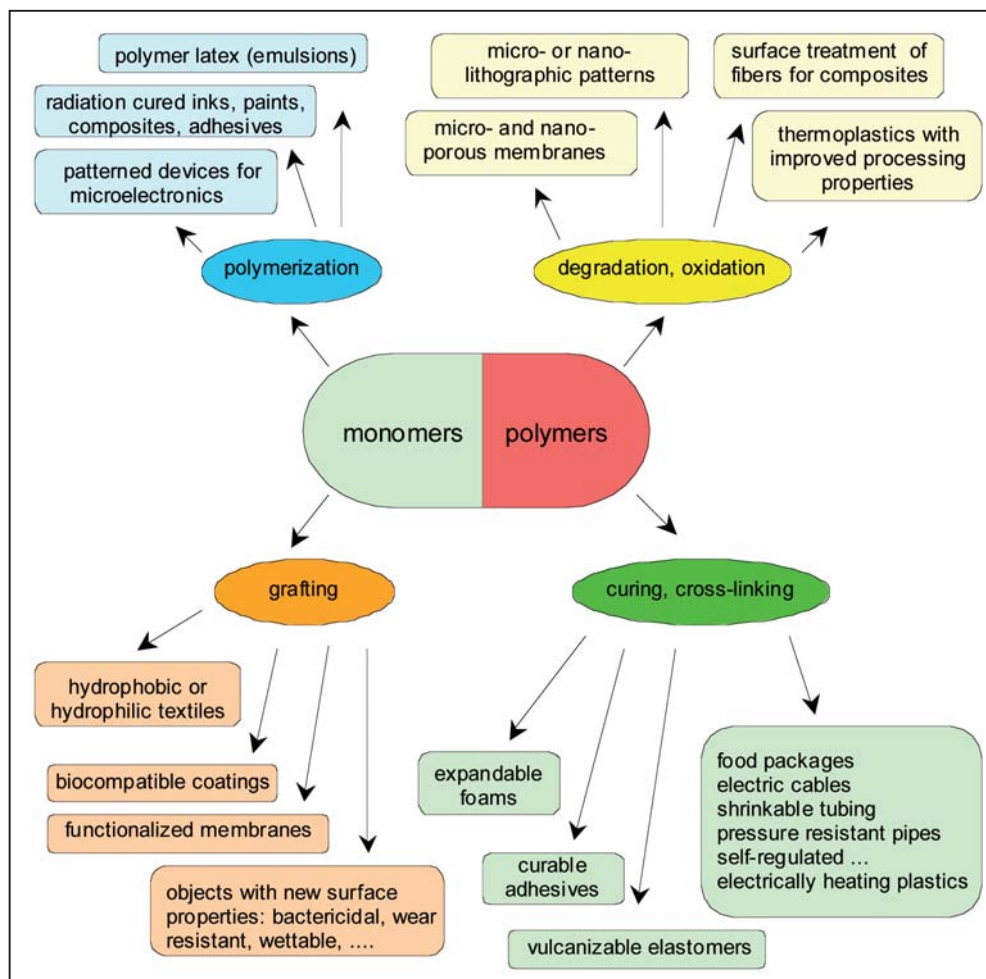 polymer latex (emulsions)
radiation cured inks, paints,
composites, adhesives
patterned devices for
microelectronics
polymerization
micro- or nano-
lithographic patterns
surface treatment of
fibers for composites
micro- and nano-
porous membranes
thermoplastics with
improved processing
properties
degradation, oxidation
monomers
polymers
grafting
hydrophobic or
hydrophilic textiles
biocompatible coatings
functionalized membranes
objects with new surface
properties: bactericidal, wear
resistant, wettable, ....
curing, cross-linking
expandable
foams
curable
adhesives
vulcanizable elastomers
food packages
electric cables
shrinkable tubing
pressure resistant pipes
self-regulated ...
electrically heating plastics